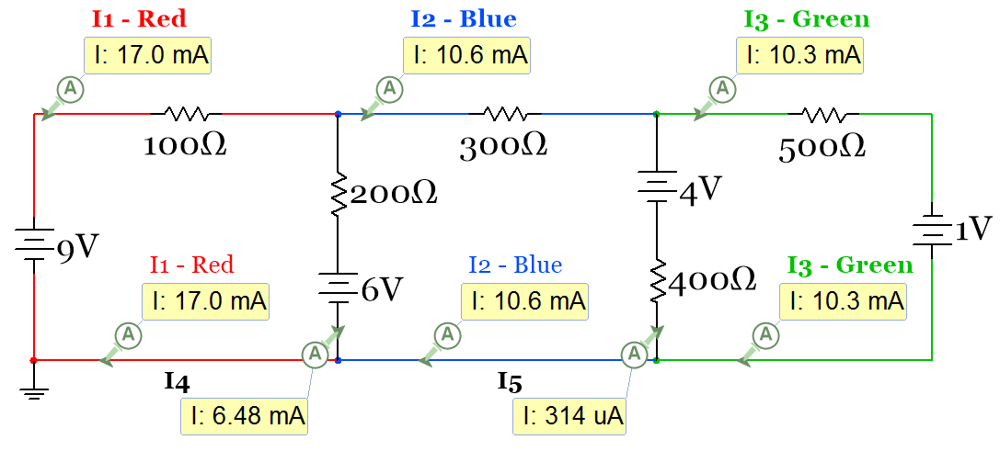 I1 - Red
I2 - Blue
I3 - Green
I: 17.0 mA
I: 10.6 mA
I: 10.3 mA
A
A
A
100Ω
300Ω
500Ω
200Ω
4V
1V
9V
I1 - Red
I2 - Blue
I3 - Green
6V
400Ω
I: 17.0 mA
I: 10.6 mA
I: 10.3 mA
A
A
A
A
A
I4
I5
I: 6.48 mA
I: 314 uA